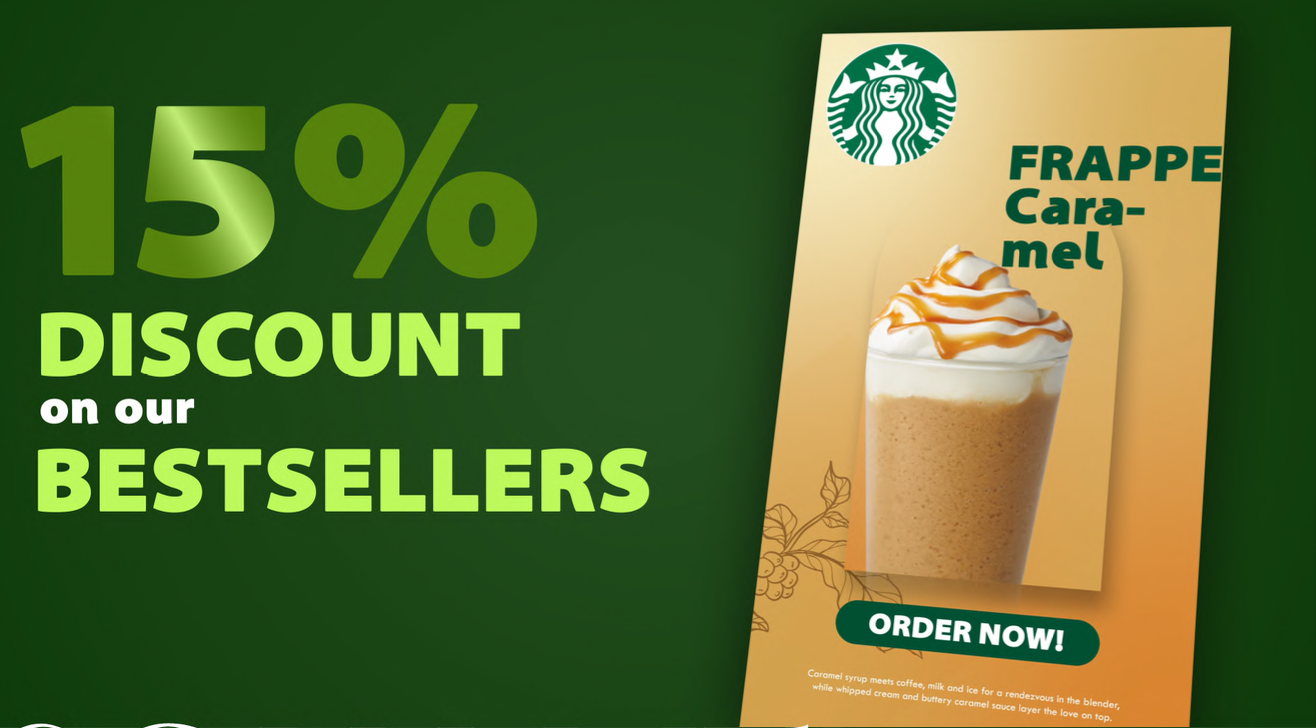 15%
DISCOUNT
on our
BESTSELLERS
FRAPPE
Cara-
mel
ORDER NOW!
Caramel syrup meets coffee, milk and ice for a rendezvous in the blender,
while whipped cream and buttery caramel sauce layer the love on top.